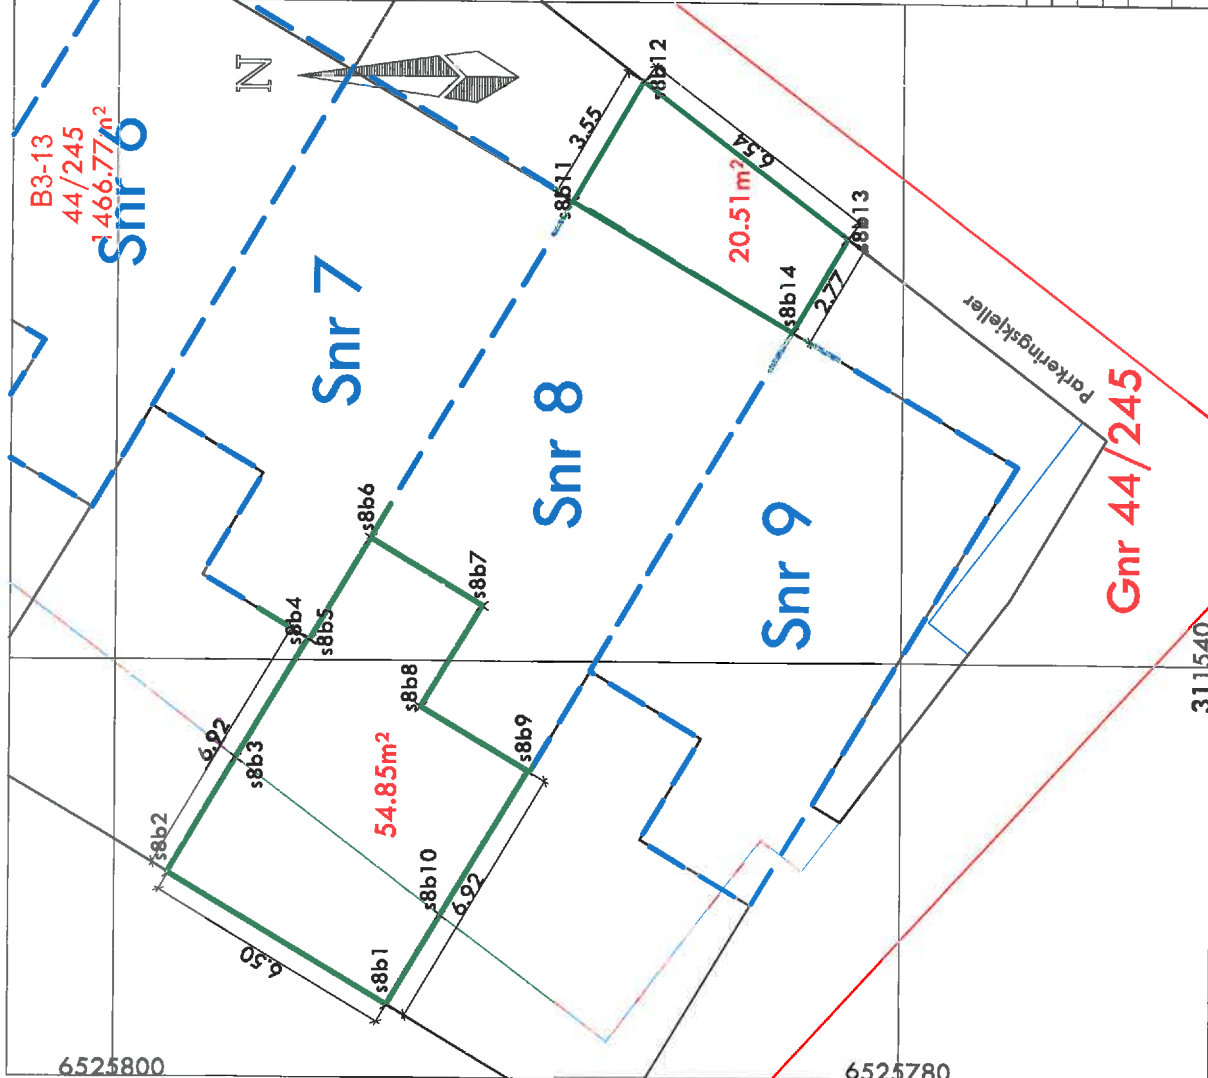 N
B3-13
44/245
1466.77m²
Snr 6
Snr 7
Snr 8
Snr 9
s8b12
3.55
s8b11
6.54
20.51m²
s8b13
s8b14
2.77
Parkeringskjeller
Gnr 44/245
s8b6
s8b7
s8b4
s8b5
s8b8
s8b9
6.92
s8b3
54.85m²
s8b2
s8b10
6.92
6.50
s8b1
6525800
6525780
311540